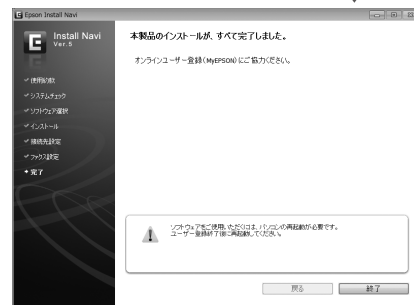 Epson Install Navi
Install Navi
Ver.5
使用許諾
システムチェック
ソフトウェア選択
インストール
接続先設定
ファクス設定
完了
本製品のインストールが、すべて完了しました。
オンラインユーザー登録(MyEPSON)にご協力ください。
ソフトウェアをご使用いただくには、パソコンの再起動が必要です。
ユーザー登録終了後に再起動してください。
戻る
終了